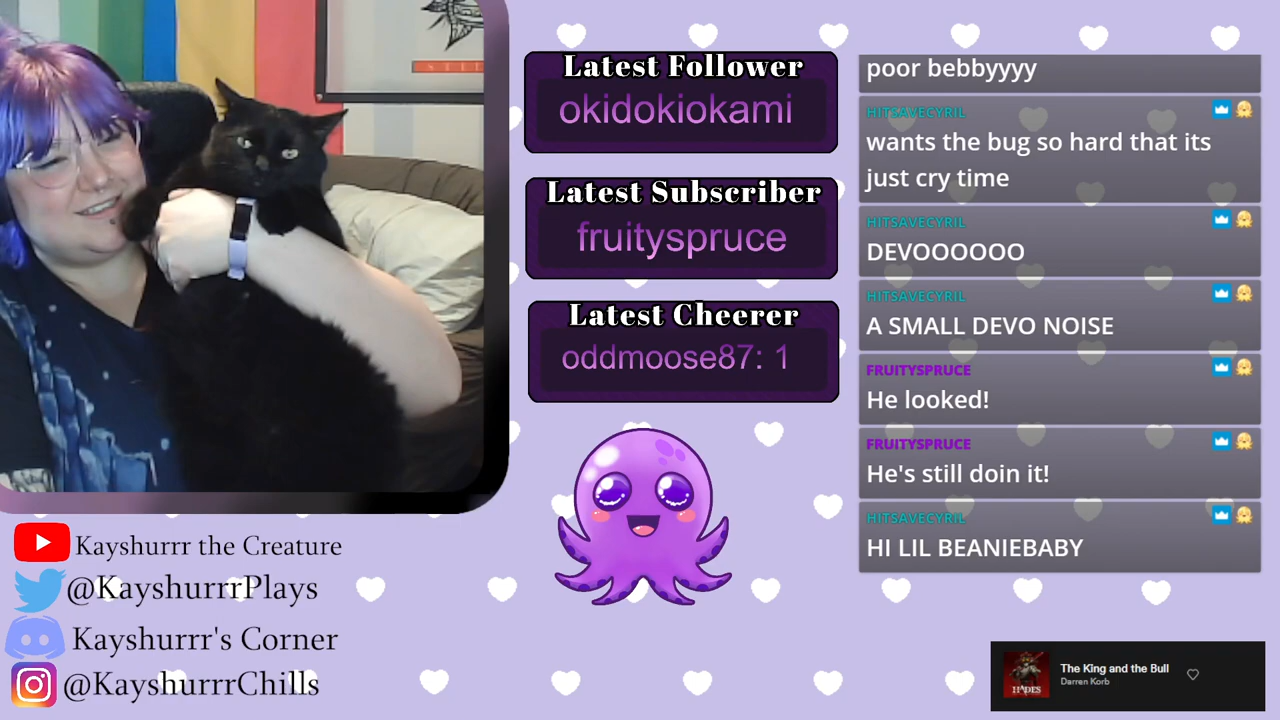 Latest Follower
okidokiokami
Latest Subscriber
fruityspruce
Latest Cheerer
oddmoose87: 1
poor bebbyyyy
HITSAVECYRIL
wants the bug so hard that its
just cry time
HITSAVECYRIL
DEVOOOOOO
HITSAVECYRIL
A SMALL DEVO NOISE
FRUITYSPRUCE
He looked!
FRUITYSPRUCE
He's still doin it!
HITSAVECYRIL
HI LIL BEANIEBABY
Kayshurrr the Creature
@KayshurrrPlays
Kayshurrr's Corner
@KayshurrrChills
HADES
The King and the Bull
Darren Korb